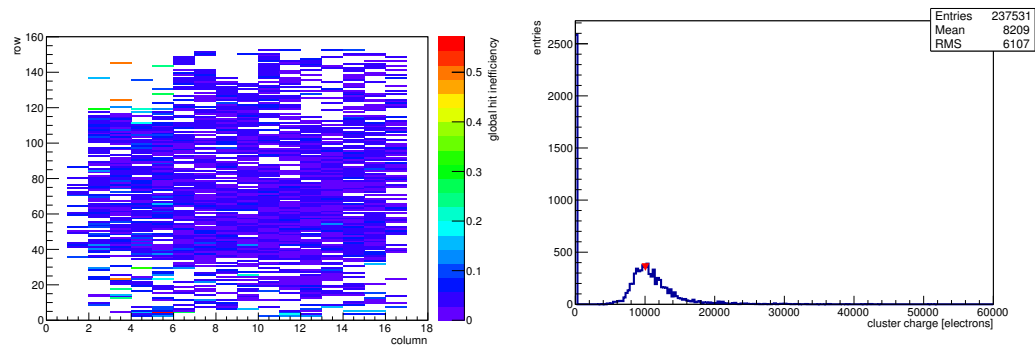 row
160
140
120
100
80
60
40
20
0
0 2 4 6 8 10 12 14 16 18
column
0.5
0.4
0.3
0.2
0.1
0
global hit inefficiency
entries
2500
2000
1500
1000
500
0
0 10000 20000 30000 40000 50000 60000
cluster charge [electrons]
Entries 237531
Mean 8209
RMS 6107